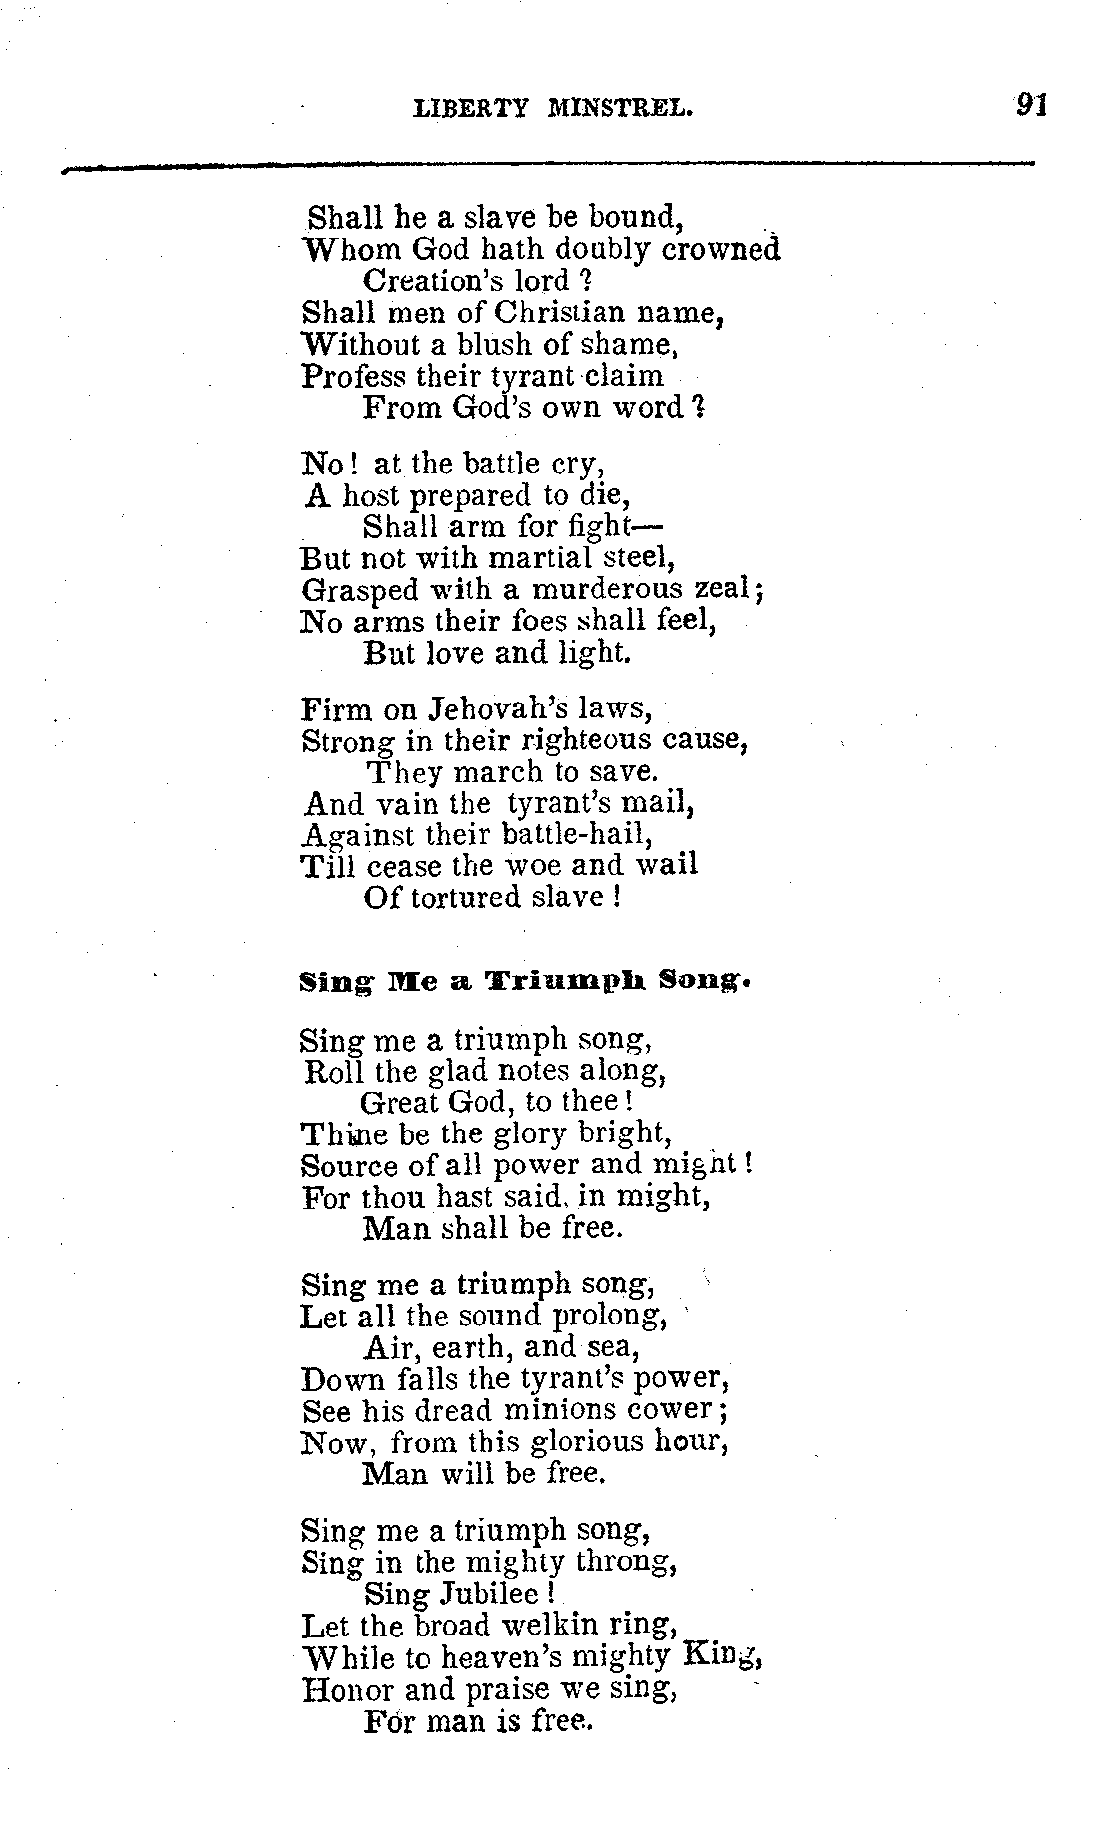 LIBERTY MINSTREL. 91
Shall he a slave be bound,
Whom God hath doubly crowned
Creation's lord ?
Shall men of Christian name,
Without a blush of shame,
Profess their tyrant claim
From God's own word ?
No! at the battle cry,
A host prepared to die,
Shall arm for fight—
But not with martial steel,
Grasped with a murderous zeal;
No arms their foes shall feel,
But love and light.
Firm on Jehovah's laws,
Strong in their righteous cause,
They march to save.
And vain the tyrant's mail,
Against their battle-hail,
Till cease the woe and wail
Of tortured slave !
Sing Me a Triumph Song.
Sing me a triumph song,
Roll the glad notes along,
Great God, to thee!
Thine be the glory bright,
Source of all power and might!
For thou hast said, in might,
Man shall be free.
Sing me a triumph song,
Let all the sound prolong,
Air, earth, and sea,
Down falls the tyrant's power,
See his dread minions cower;
Now, from this glorious hour,
Man will be free.
Sing me a triumph song,
Sing in the mighty throng,
Sing Jubilee!
Let the broad welkin ring,
While to heaven's mighty King,
Honor and praise we sing,
For man is free.